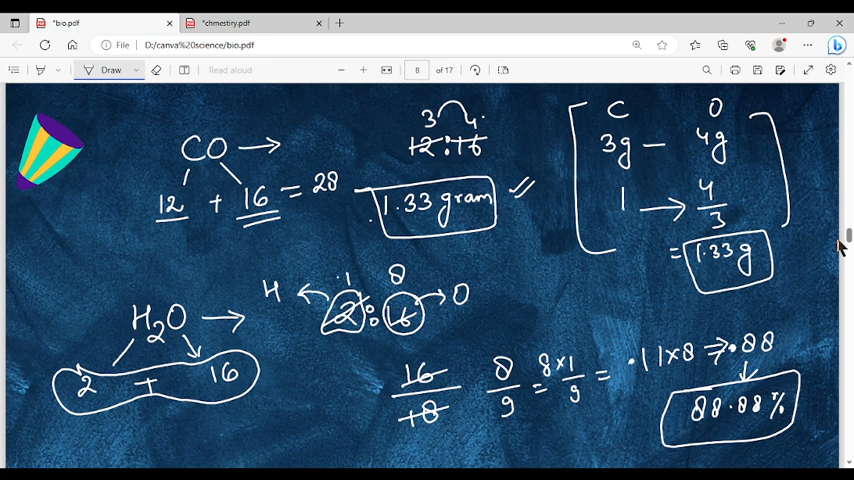 *bio.pdf
*chmestiry.pdf
File D:/canva%20science/bio.pdf
Draw
Read aloud
8 of 17
CO →
12 + 16 = 28
3 4
12:16
1.33 gram
C O
3g — 4g
1 → 4/3
= 1.33g
H₂O →
2 + 16
H 1 8 O
2 : 16
16/18 8/9 = 8×1/9 = .11×8 ⇒ .88
88.88%